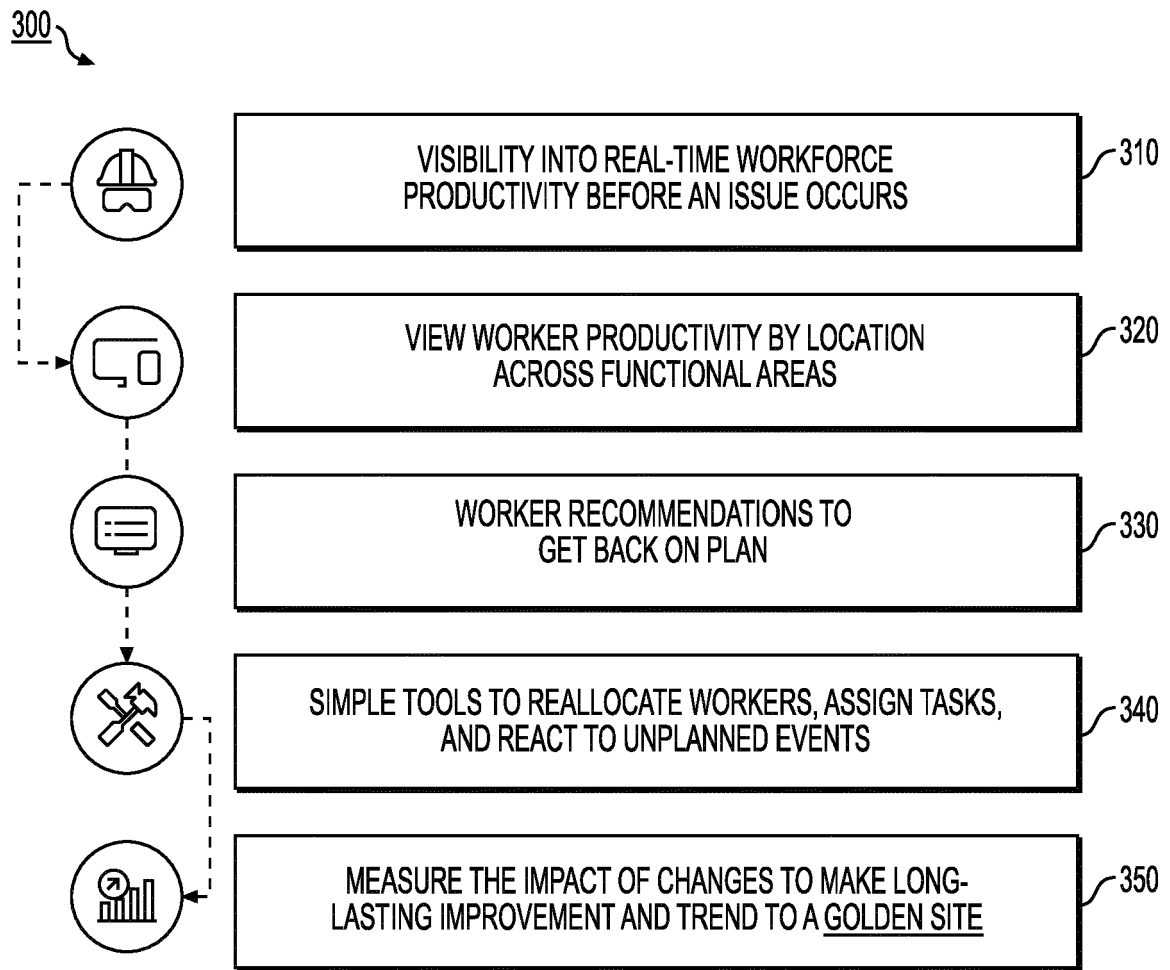 300
VISIBILITY INTO REAL-TIME WORKFORCE
PRODUCTIVITY BEFORE AN ISSUE OCCURS
310
VIEW WORKER PRODUCTIVITY BY LOCATION
ACROSS FUNCTIONAL AREAS
320
WORKER RECOMMENDATIONS TO
GET BACK ON PLAN
330
SIMPLE TOOLS TO REALLOCATE WORKERS, ASSIGN TASKS,
AND REACT TO UNPLANNED EVENTS
340
MEASURE THE IMPACT OF CHANGES TO MAKE LONG-
LASTING IMPROVEMENT AND TREND TO A GOLDEN SITE
350